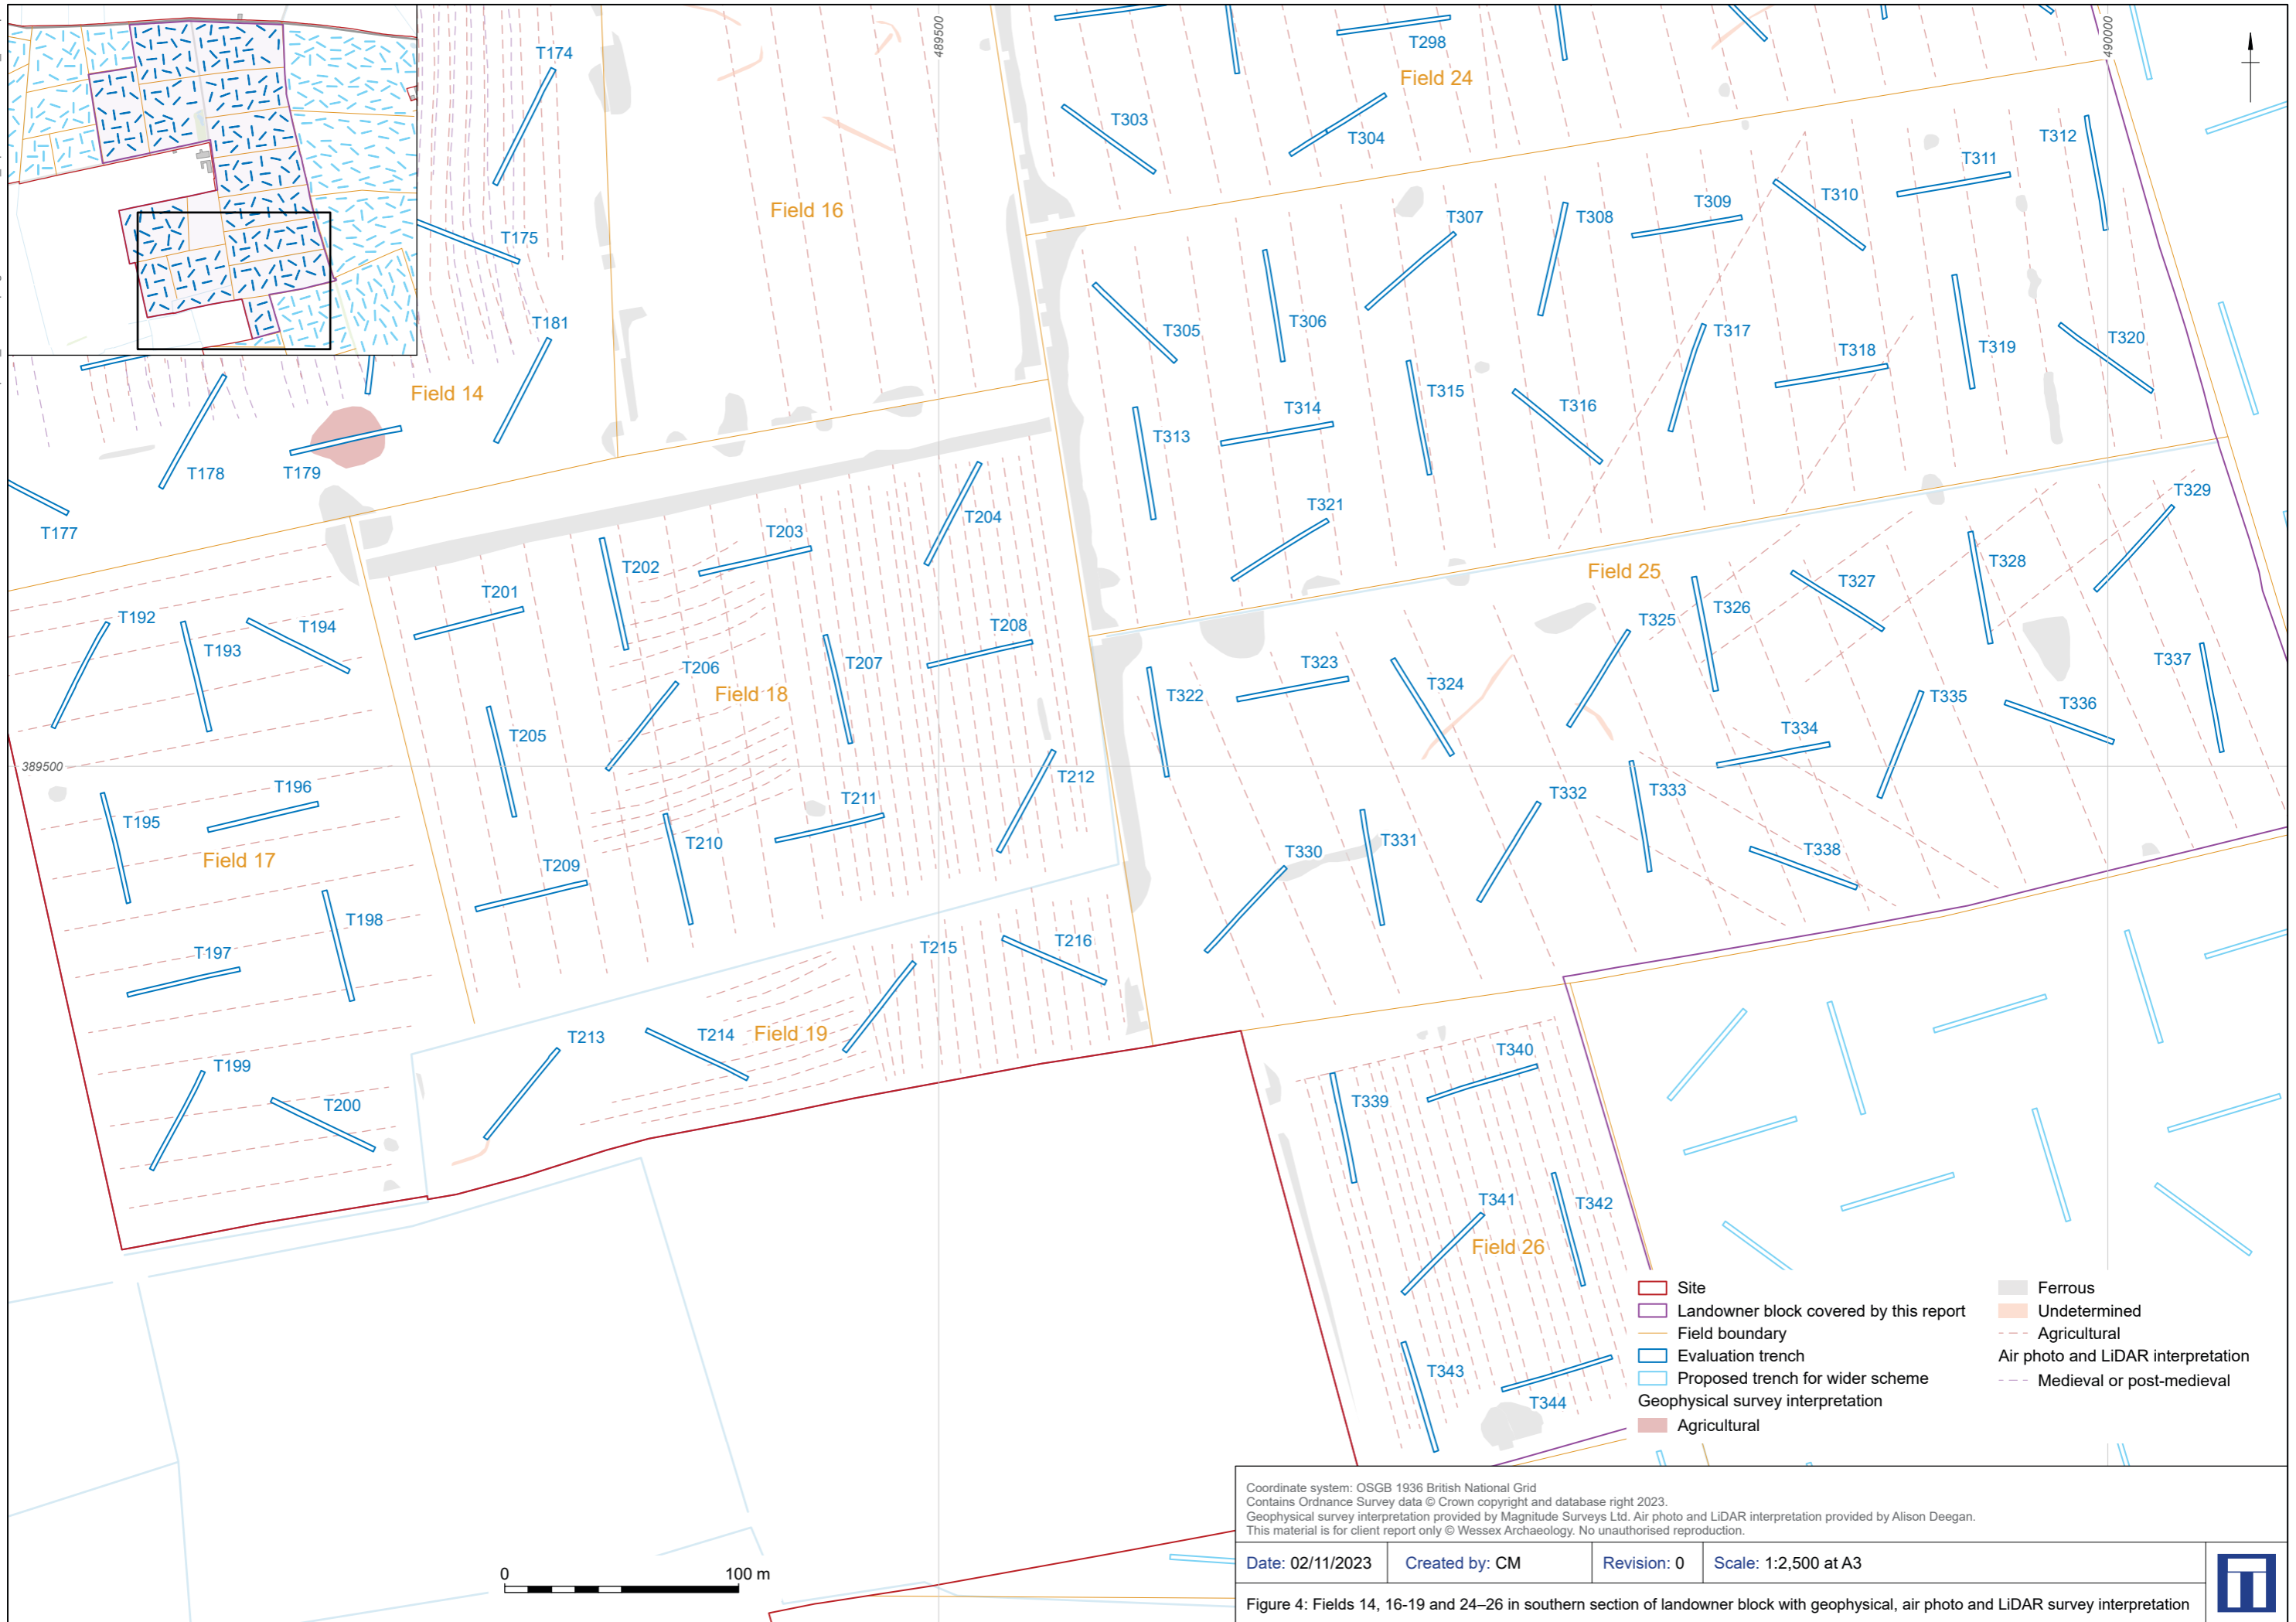 489500
490000
389500
T174
T175
T298
Field 24
T303
T304
Field 16
T312
T311
T310
T309
T308
T307
T306
T305
T181
Field 14
T178
T179
T177
T313
T314
T315
T316
T317
T318
T319
T320
T321
Field 25
T329
T328
T327
T326
T325
T324
T323
T322
T337
T336
T335
T334
T333
T332
T331
T330
T338
T192
T193
T194
T201
T202
T203
T204
T205
T206
Field 18
T207
T208
T195
T196
Field 17
T209
T210
T211
T212
T197
T198
T199
T200
T213
T214
Field 19
T215
T216
T339
T340
T341
T342
Field 26
T343
T344
Site
Landowner block covered by this report
Field boundary
Evaluation trench
Proposed trench for wider scheme
Geophysical survey interpretation
Agricultural
Ferrous
Undetermined
Agricultural
Air photo and LiDAR interpretation
Medieval or post-medieval
0 100 m
Coordinate system: OSGB 1936 British National Grid
Contains Ordnance Survey data © Crown copyright and database right 2023.
Geophysical survey interpretation provided by Magnitude Surveys Ltd. Air photo and LiDAR interpretation provided by Alison Deegan.
This material is for client report only © Wessex Archaeology. No unauthorised reproduction.
Date: 02/11/2023 Created by: CM Revision: 0 Scale: 1:2,500 at A3
Figure 4: Fields 14, 16-19 and 24–26 in southern section of landowner block with geophysical, air photo and LiDAR survey interpretation